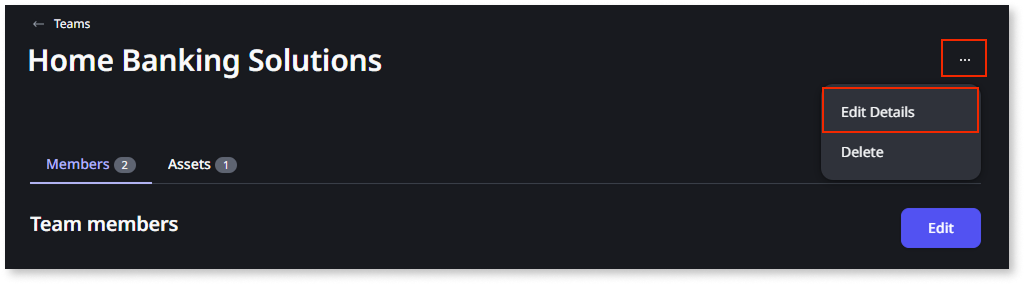 ← Teams
Home Banking Solutions
...
Edit Details
Delete
Members 2 Assets 1
Team members
Edit